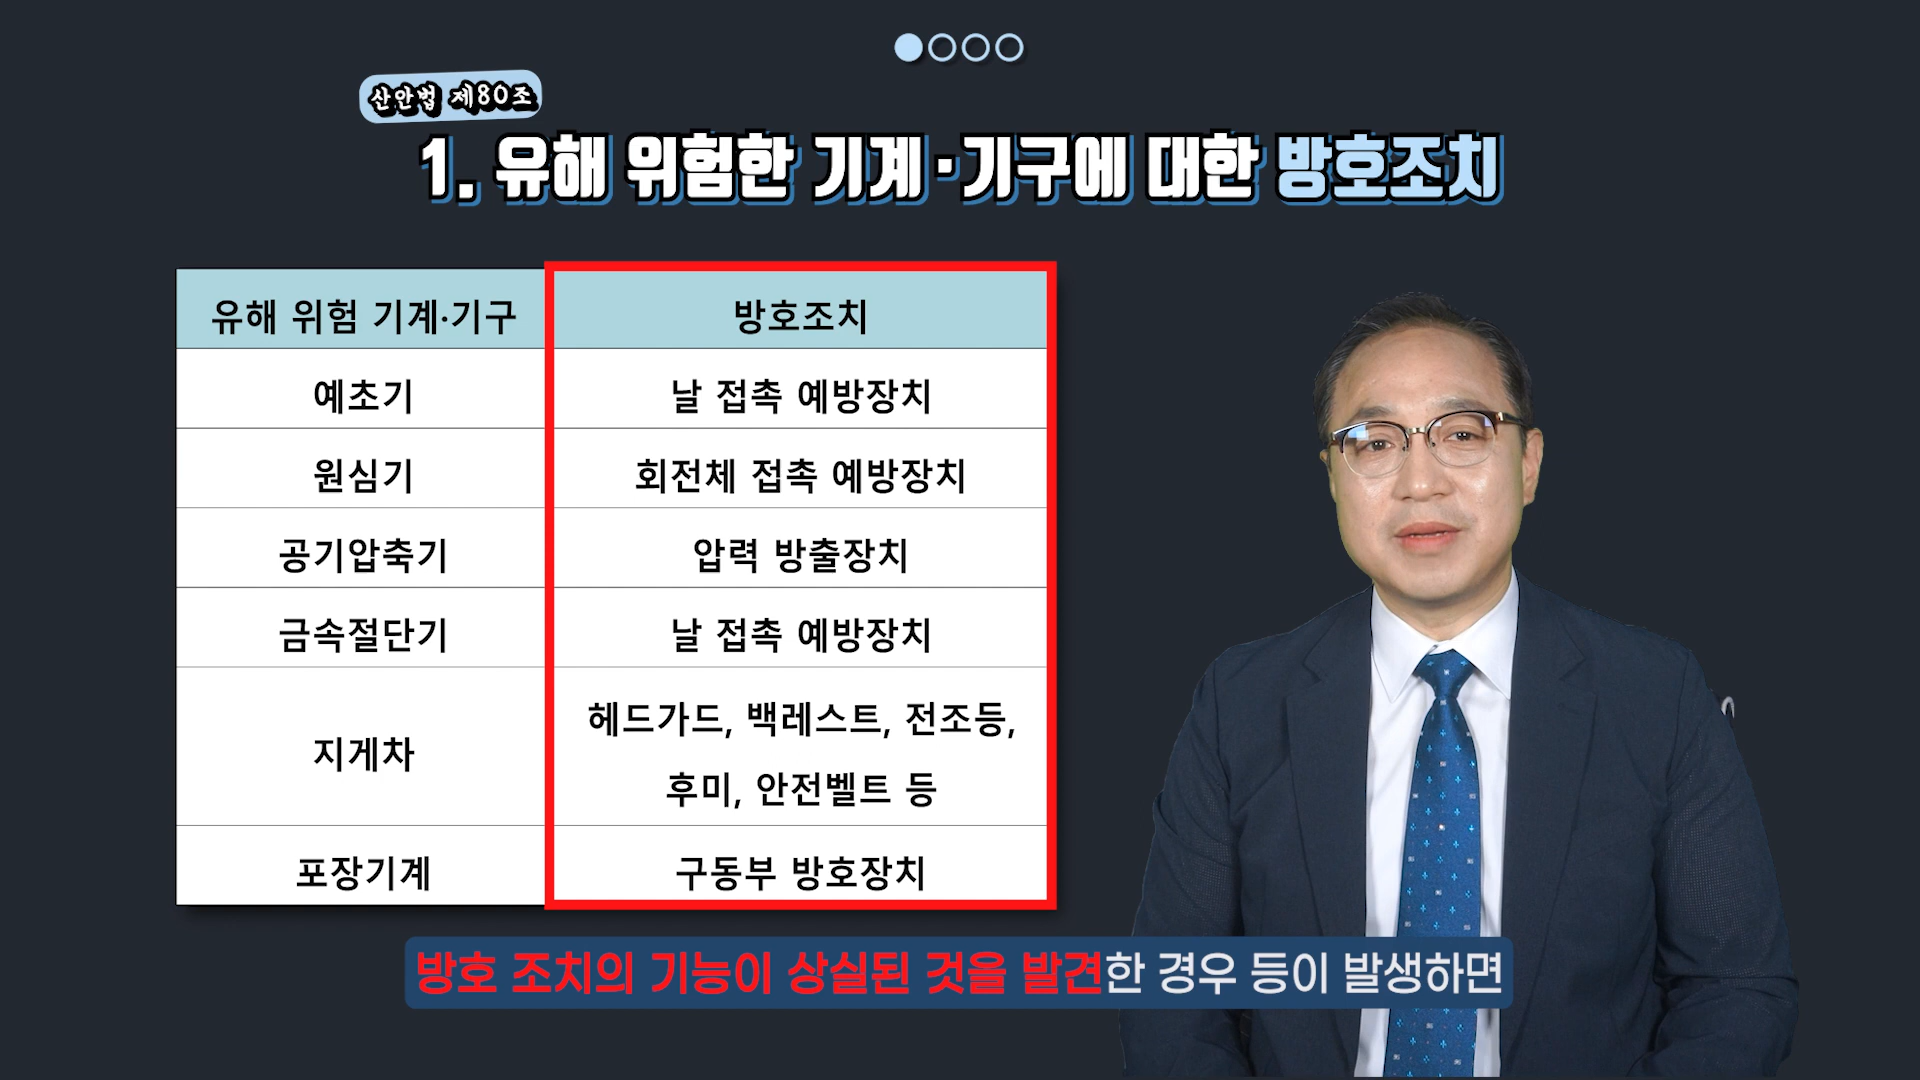 산안법 제80조
1. 유해 위험한 기계·기구에 대한 방호조치
유해 위험 기계·기구
방호조치
예초기
날 접촉 예방장치
원심기
회전체 접촉 예방장치
공기압축기
압력 방출장치
금속절단기
날 접촉 예방장치
지게차
헤드가드, 백레스트, 전조등,
후미, 안전벨트 등
포장기계
구동부 방호장치
방호 조치의 기능이 상실된 것을 발견한 경우 등이 발생하면